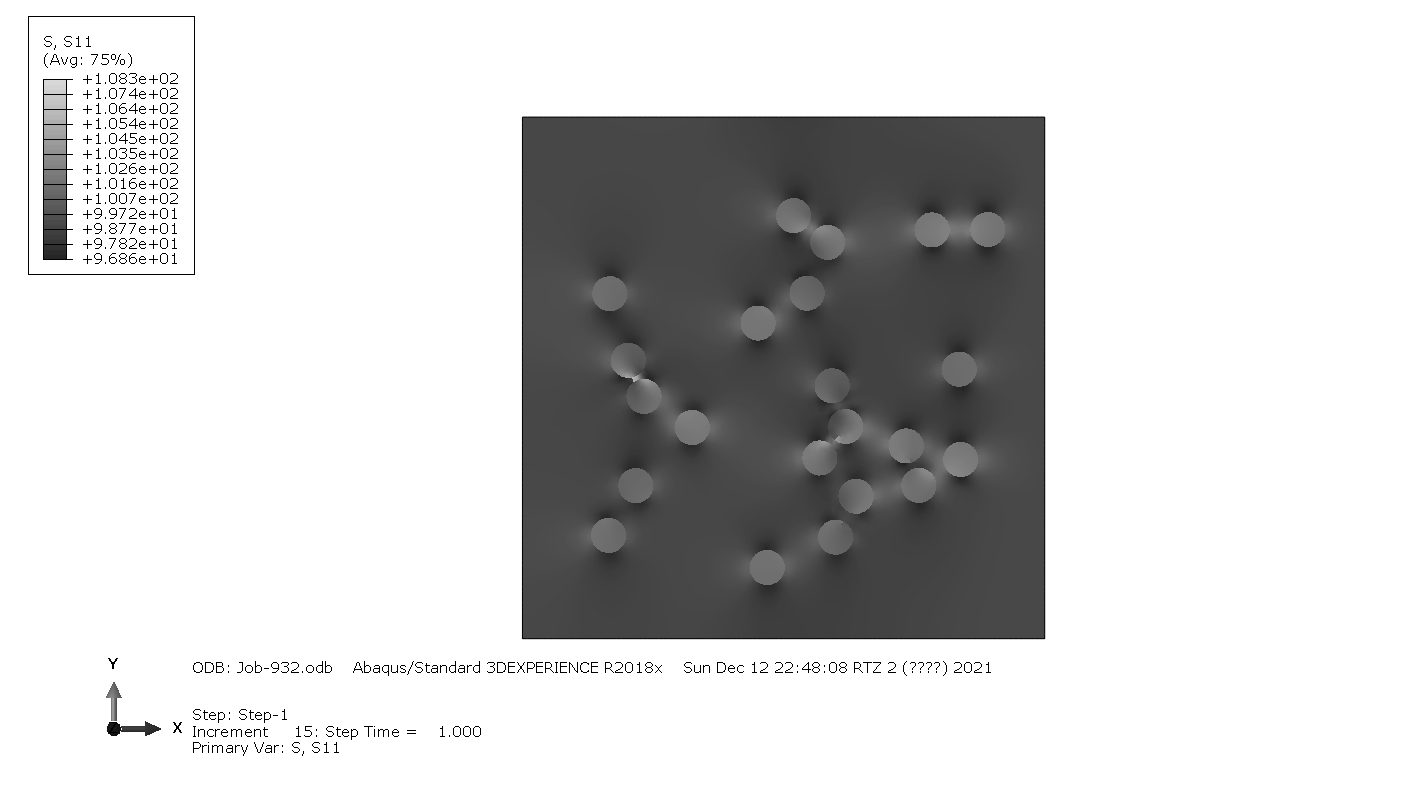 S, S11
(Avg: 75%)
+1.083e+02
+1.074e+02
+1.064e+02
+1.054e+02
+1.045e+02
+1.035e+02
+1.026e+02
+1.016e+02
+1.007e+02
+9.972e+01
+9.877e+01
+9.782e+01
+9.686e+01
Y
X
ODB: Job-932.odb    Abaqus/Standard 3DEXPERIENCE R2018x    Sun Dec 12 22:48:08 RTZ 2 (????) 2021
Step: Step-1
Increment    15: Step Time =    1.000
Primary Var: S, S11